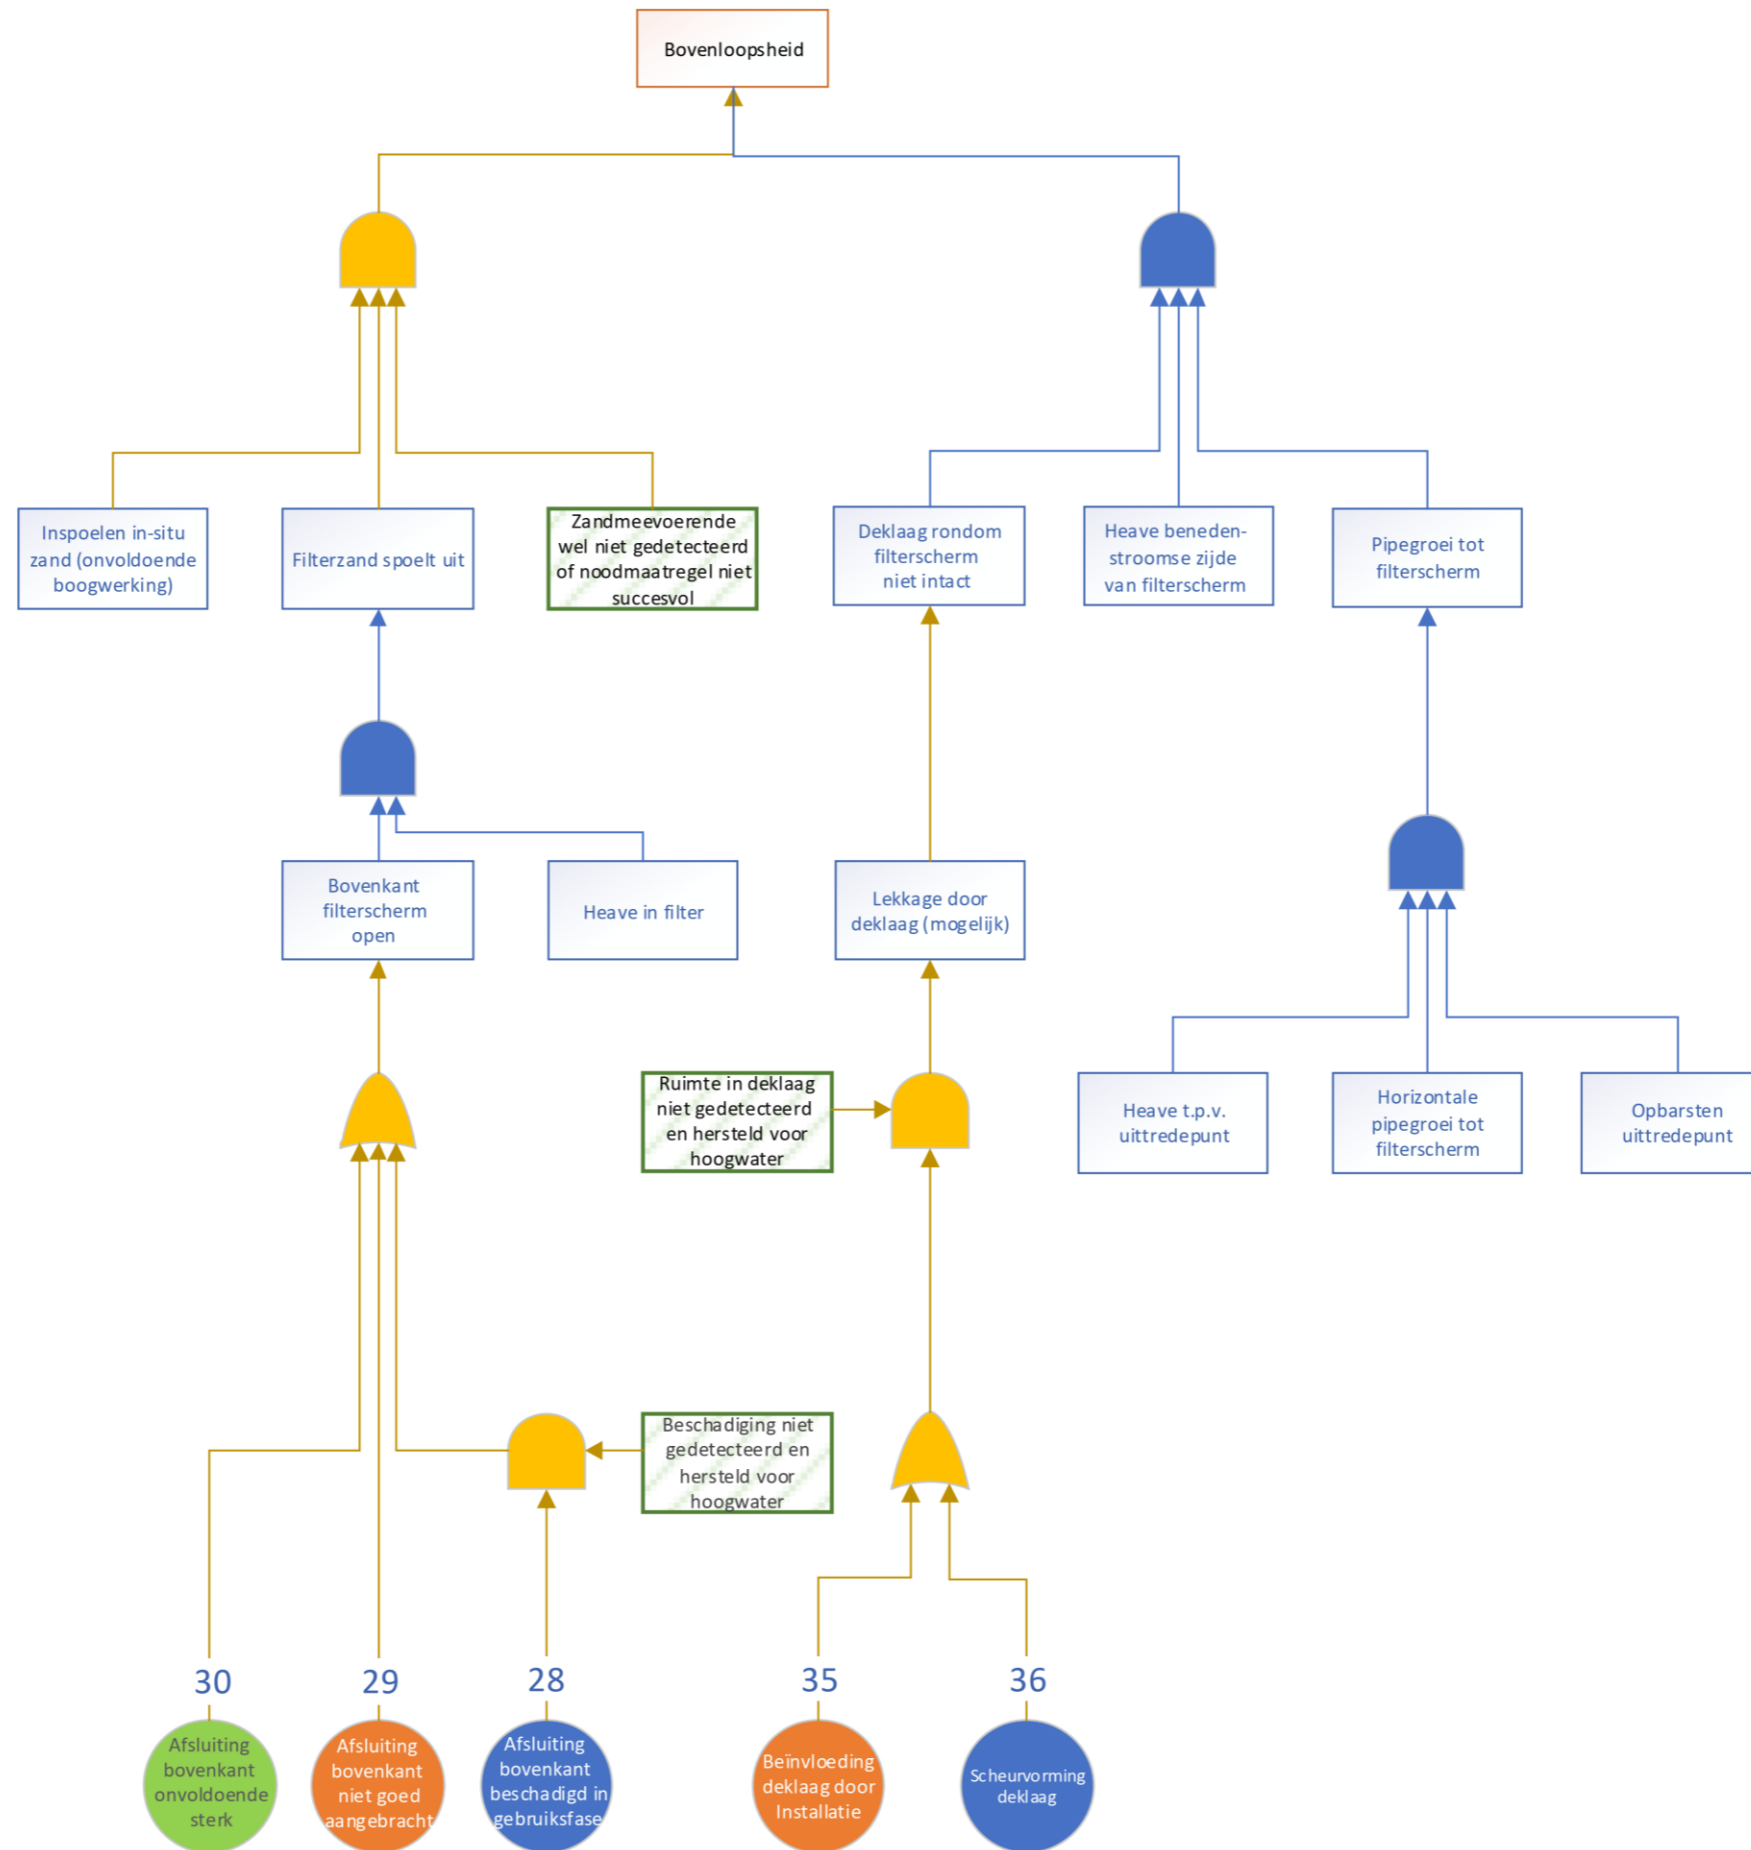 Bovenloopsheid
Inspoelen in-situ
zand (onvoldoende
boogwerking)
Filterzand spoelt uit
Zandmeevoerende
wel niet gedetecteerd
of noodmaatregel niet
succesvol
Deklaag rondom
filterscherm
niet intact
Heave beneden-
stroomse zijde
van filterscherm
Pipegroei tot
filterscherm
Bovenkant
filterscherm
open
Heave in filter
Lekkage door
deklaag (mogelijk)
Ruimte in deklaag
niet gedetecteerd
en hersteld voor
hoogwater
Heave t.p.v.
uittredepunt
Horizontale
pipegroei tot
filterscherm
Opbarsten
uittredepunt
Beschadiging niet
gedetecteerd en
hersteld voor
hoogwater
30
29
28
35
36
Afsluiting
bovenkant
onvoldoende
sterk
Afsluiting
bovenkant
niet goed
aangebracht
Afsluiting
bovenkant
beschadigd in
gebruiksfase
Beïnvloeding
deklaag door
Installatie
Scheurvorming
deklaag